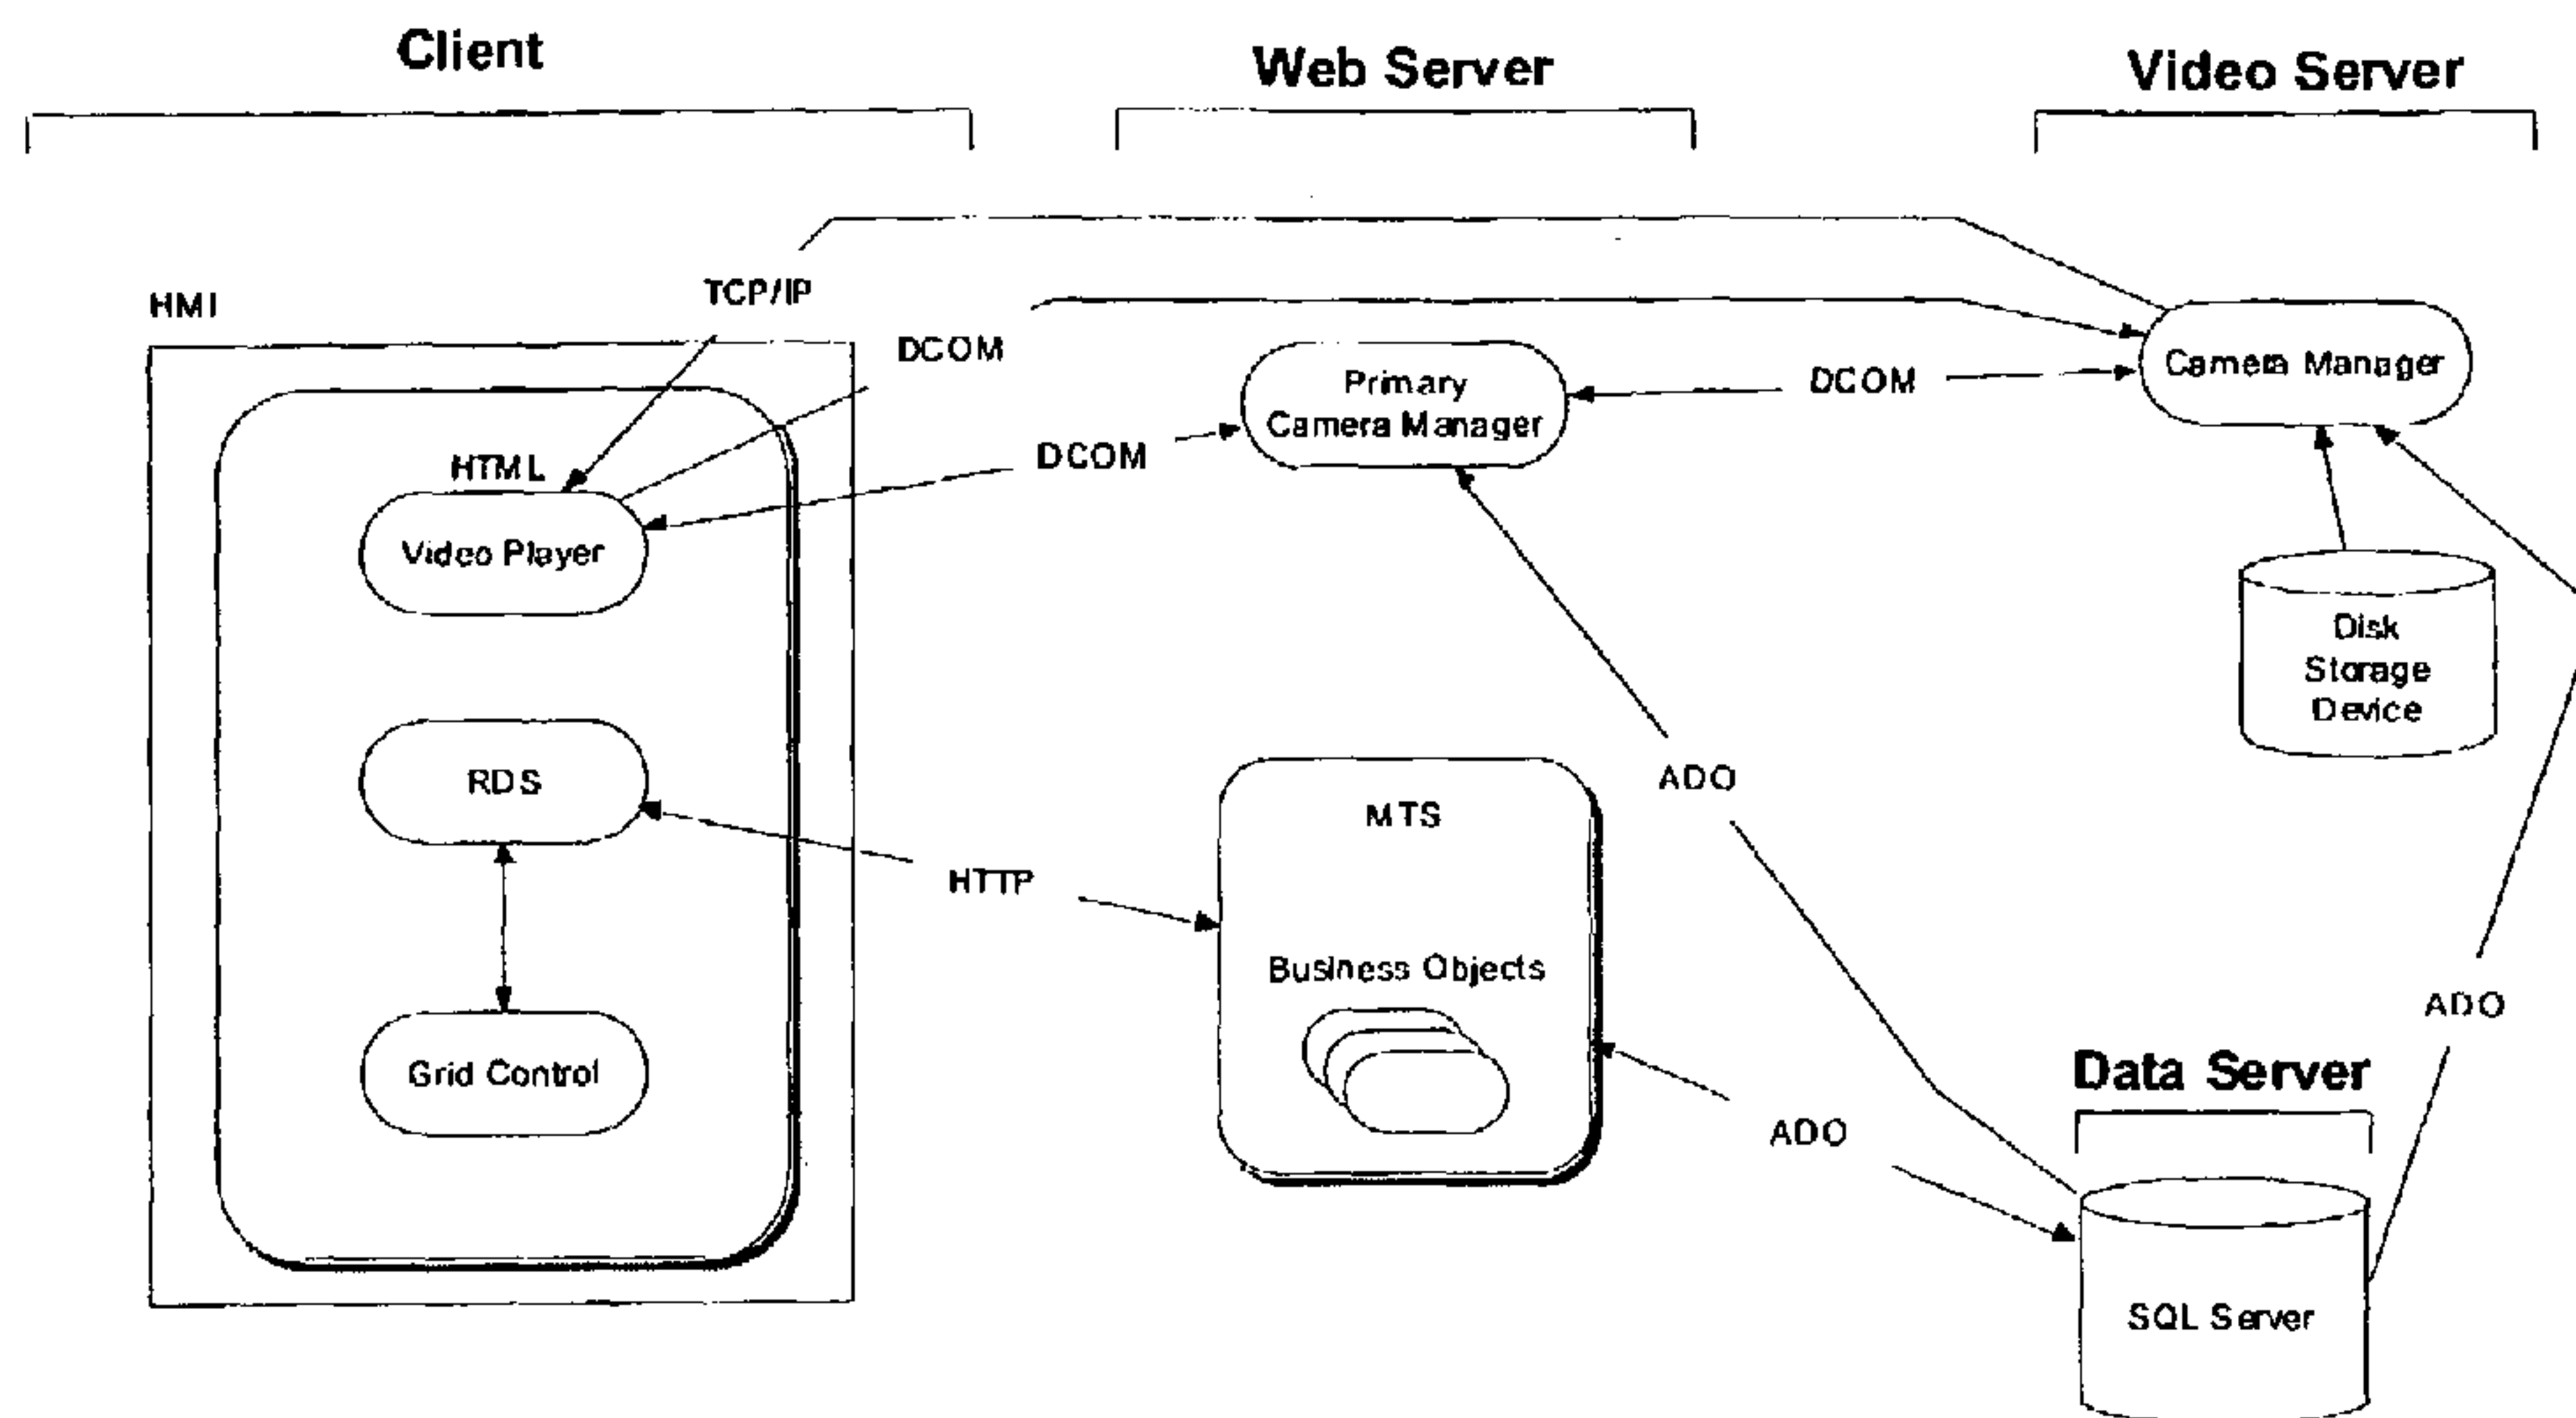 Client
Web Server
Video Server
HMI
TCP/IP
DCOM
Primary
Camera Manager
DCOM
Camera Manager
DCOM
HTML
Video Player
Disk
Storage
Device
RDS
ADO
MTS
HTTP
Business Objects
ADO
Grid Control
Data Server
ADO
SQL Server